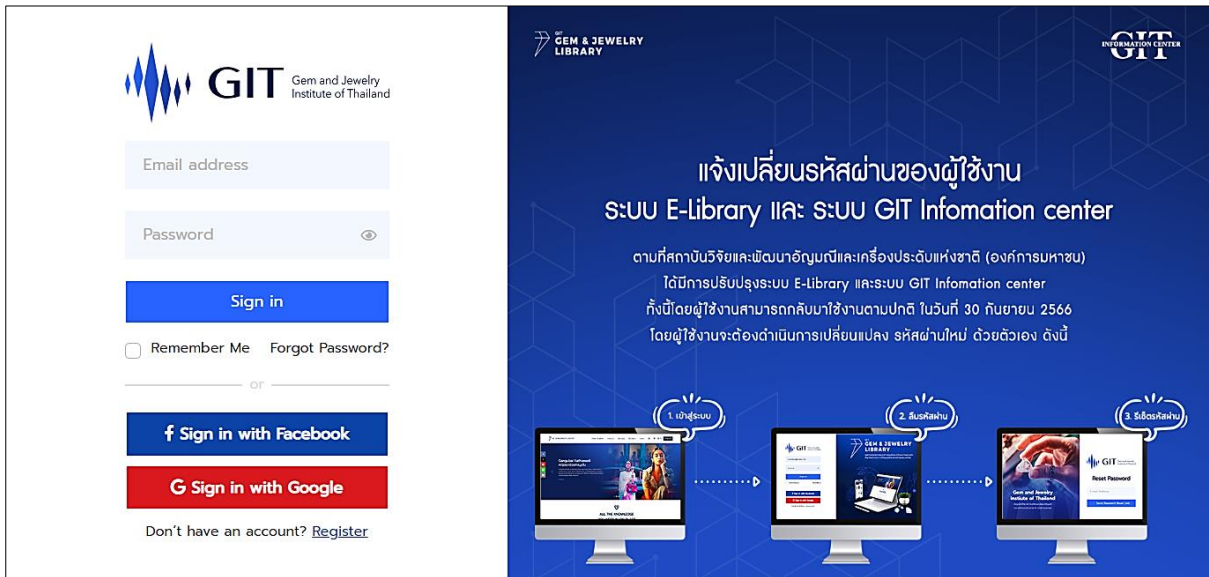 GIT
Gem and Jewelry
Institute of Thailand
Email address
Password
Sign in
Remember Me Forgot Password?
or
f Sign in with Facebook
G Sign in with Google
Don't have an account? Register
GIT
GEM & JEWELRY
LIBRARY
GIT
INFORMATION CENTER
แจ้งเปลี่ยนรหัสผ่านของผู้ใช้งาน
ระบบ E-Library และ ระบบ GIT Infomation center
ตามที่สถาบันวิจัยและพัฒนาอัญมณีและเครื่องประดับแห่งชาติ (องค์การมหาชน)
ได้มีการปรับปรุงระบบ E-Library และระบบ GIT Infomation center
ทั้งนี้โดยผู้ใช้งานสามารถกลับมาใช้งานตามปกติ ในวันที่ 30 กันยายน 2566
โดยผู้ใช้งานจะต้องดำเนินการเปลี่ยนแปลง รหัสผ่านใหม่ ด้วยตัวเอง ดังนี้
1. เข้าสู่ระบบ
2. ลืมรหัสผ่าน
3. รีเซ็ตรหัสผ่าน
ALL THE KNOWLEDGE
GIT
GEM & JEWELRY
LIBRARY
Gem and Jewelry
Institute of Thailand
GIT
Reset Password